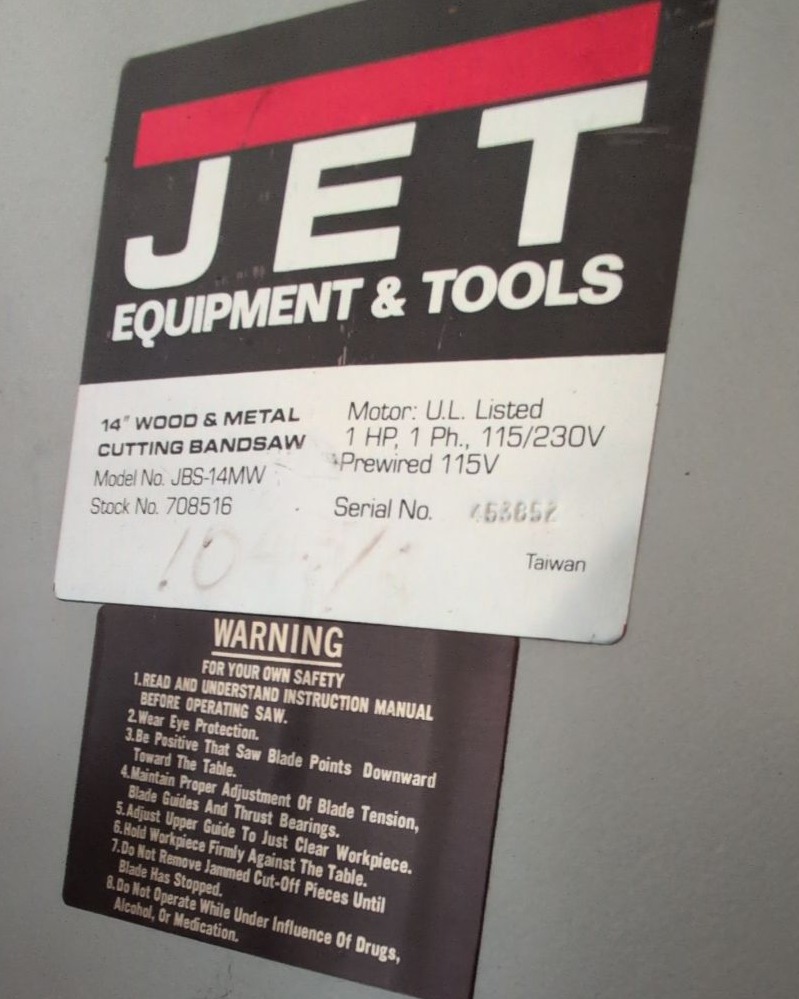 JET
EQUIPMENT & TOOLS
14" WOOD & METAL
CUTTING BANDSAW
Model No. JBS-14MW
Stock No. 708516
Motor: U.L. Listed
1 HP, 1 Ph., 115/230V
Prewired 115V
Serial No.
Taiwan
WARNING
FOR YOUR OWN SAFETY
1.READ AND UNDERSTAND INSTRUCTION MANUAL
BEFORE OPERATING SAW.
2.Wear Eye Protection.
3.Be Positive That Saw Blade Points Downward
Toward The Table.
4.Maintain Proper Adjustment Of Blade Tension,
Blade Guides And Thrust Bearings.
5.Adjust Upper Guide To Just Clear Workpiece.
6.Hold Workpiece Firmly Against The Table.
7.Do Not Remove Jammed Cut-Off Pieces Until
Blade Has Stopped.
8.Do Not Operate While Under Influence Of Drugs,
Alcohol, Or Medication.